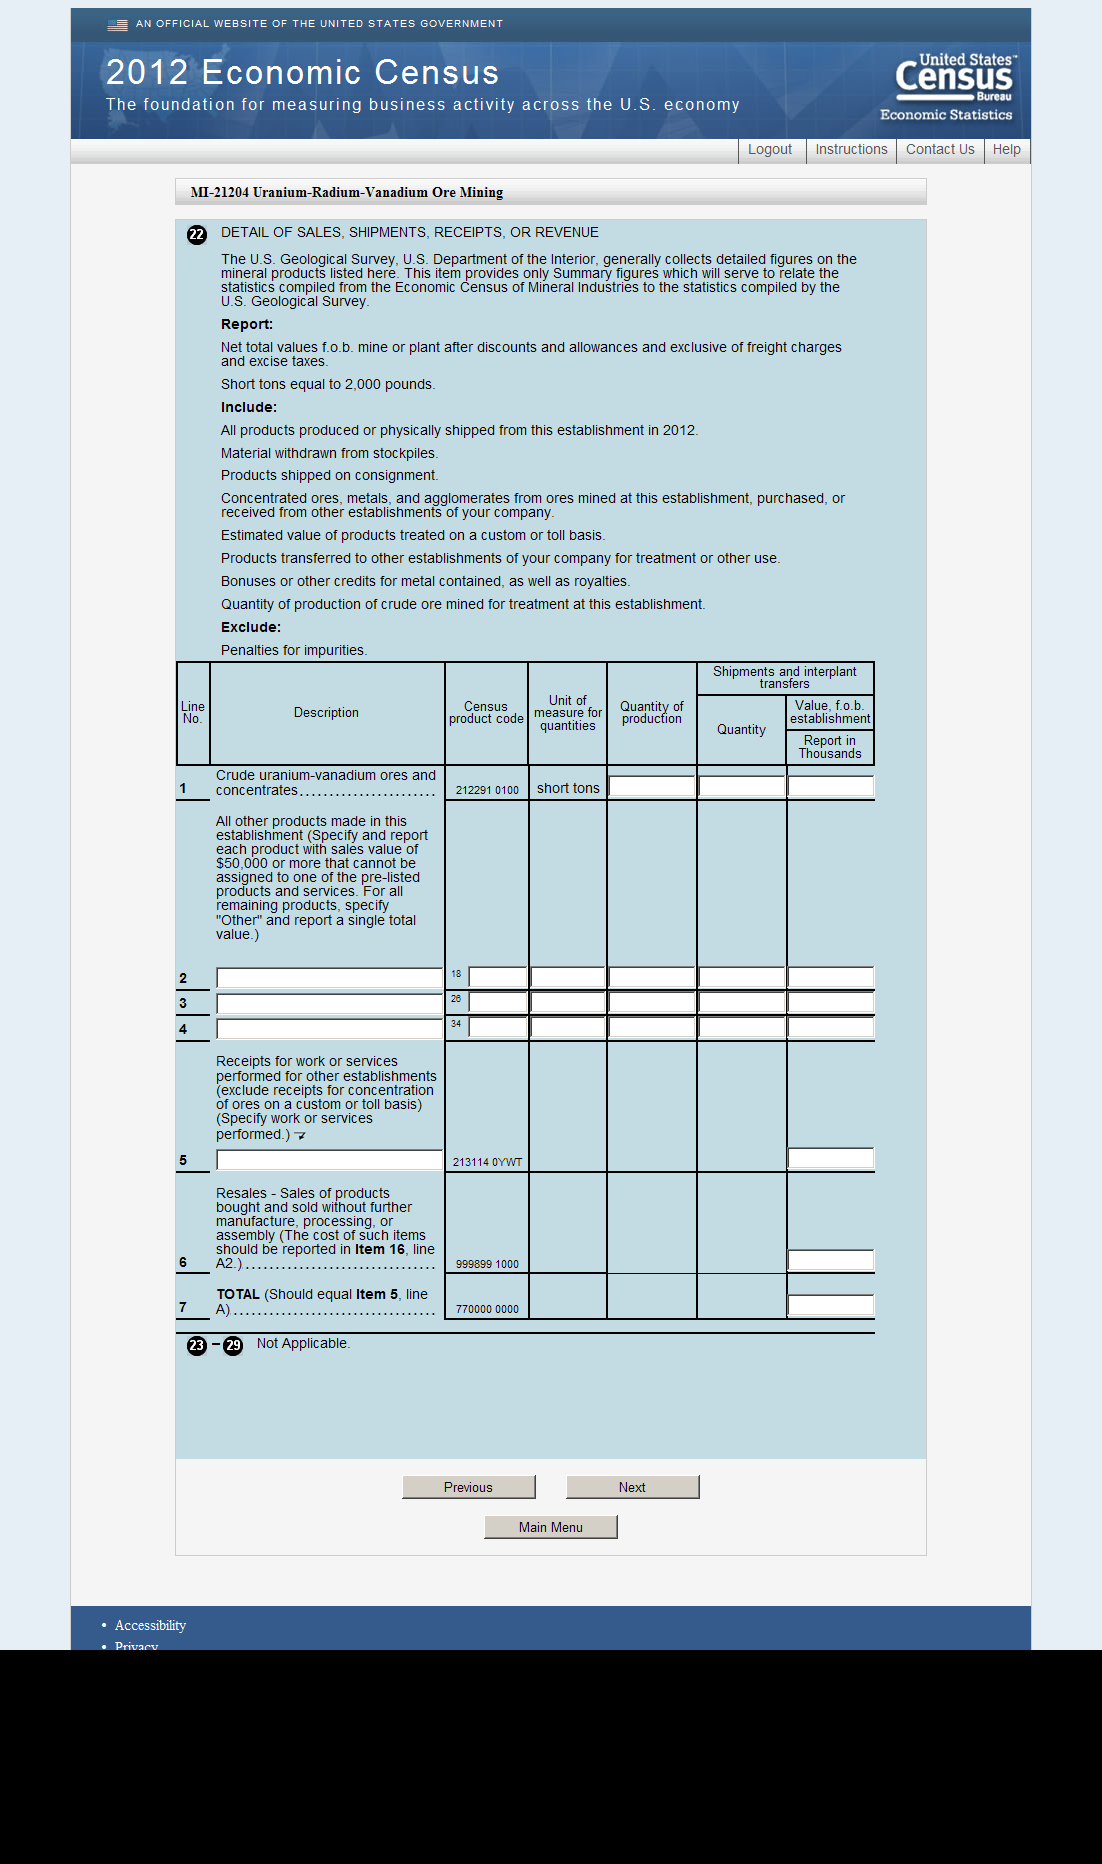 AN OFFICIAL WEBSITE OF THE UNITED STATES GOVERNMENT
2012 Economic Census
The foundation for measuring business activity across the U.S. economy
United States™
Census
Bureau
Economic Statistics
Logout Instructions Contact Us Help
MI-21204 Uranium-Radium-Vanadium Ore Mining
22 DETAIL OF SALES, SHIPMENTS, RECEIPTS, OR REVENUE
The U.S. Geological Survey, U.S. Department of the Interior, generally collects detailed figures on the
mineral products listed here. This item provides only Summary figures which will serve to relate the
statistics compiled from the Economic Census of Mineral Industries to the statistics compiled by the
U.S. Geological Survey.
Report:
Net total values f.o.b. mine or plant after discounts and allowances and exclusive of freight charges
and excise taxes.
Short tons equal to 2,000 pounds.
Include:
All products produced or physically shipped from this establishment in 2012.
Material withdrawn from stockpiles.
Products shipped on consignment.
Concentrated ores, metals, and agglomerates from ores mined at this establishment, purchased, or
received from other establishments of your company.
Estimated value of products treated on a custom or toll basis.
Products transferred to other establishments of your company for treatment or other use.
Bonuses or other credits for metal contained, as well as royalties.
Quantity of production of crude ore mined for treatment at this establishment.
Exclude:
Penalties for impurities.
Line
No.
Description
Census
product code
Unit of
measure for
quantities
Quantity of
production
Shipments and interplant
transfers
Quantity
Value, f.o.b.
establishment
Report in
Thousands
Crude uranium-vanadium ores and
1 concentrates....................... 212291 0100 short tons
All other products made in this
establishment (Specify and report
each product with sales value of
$50,000 or more that cannot be
assigned to one of the pre-listed
products and services. For all
remaining products, specify
"Other" and report a single total
value.)
2 18
3 26
4 34
Receipts for work or services
performed for other establishments
(exclude receipts for concentration
of ores on a custom or toll basis)
(Specify work or services
performed.)
5 213114 0YWT
Resales - Sales of products
bought and sold without further
manufacture, processing, or
assembly (The cost of such items
should be reported in Item 16, line
6 A2.)................................ 999899 1000
TOTAL (Should equal Item 5, line
7 A).................................. 770000 0000
23 – 29 Not Applicable.
Previous Next
Main Menu
• Accessibility
• Privacy